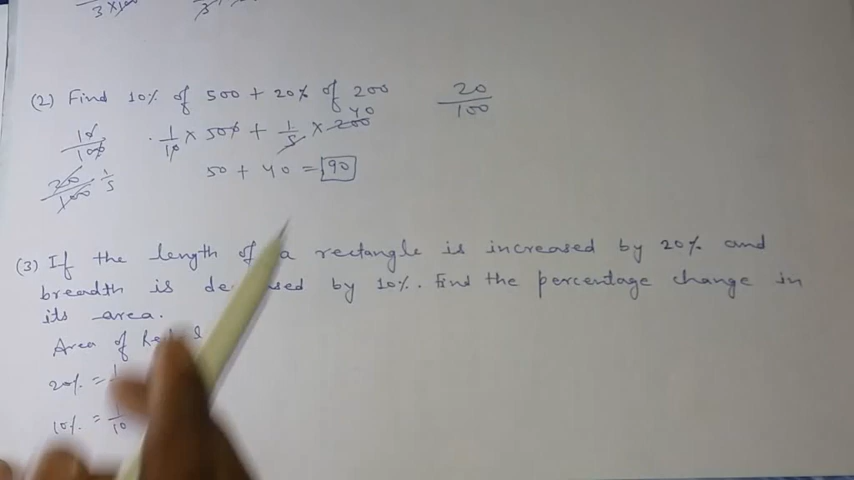 (2) Find 10% of 500 + 20% of 200
20/100
10/100 1/10 × 500 + 1/5 × 200 40
20/100 1/5 50 + 40 = 90
(3) If the length of a rectangle is increased by 20% and
breadth is by 10%. Find the percentage change in
its area.
Area of
20% =
10% = 1/10